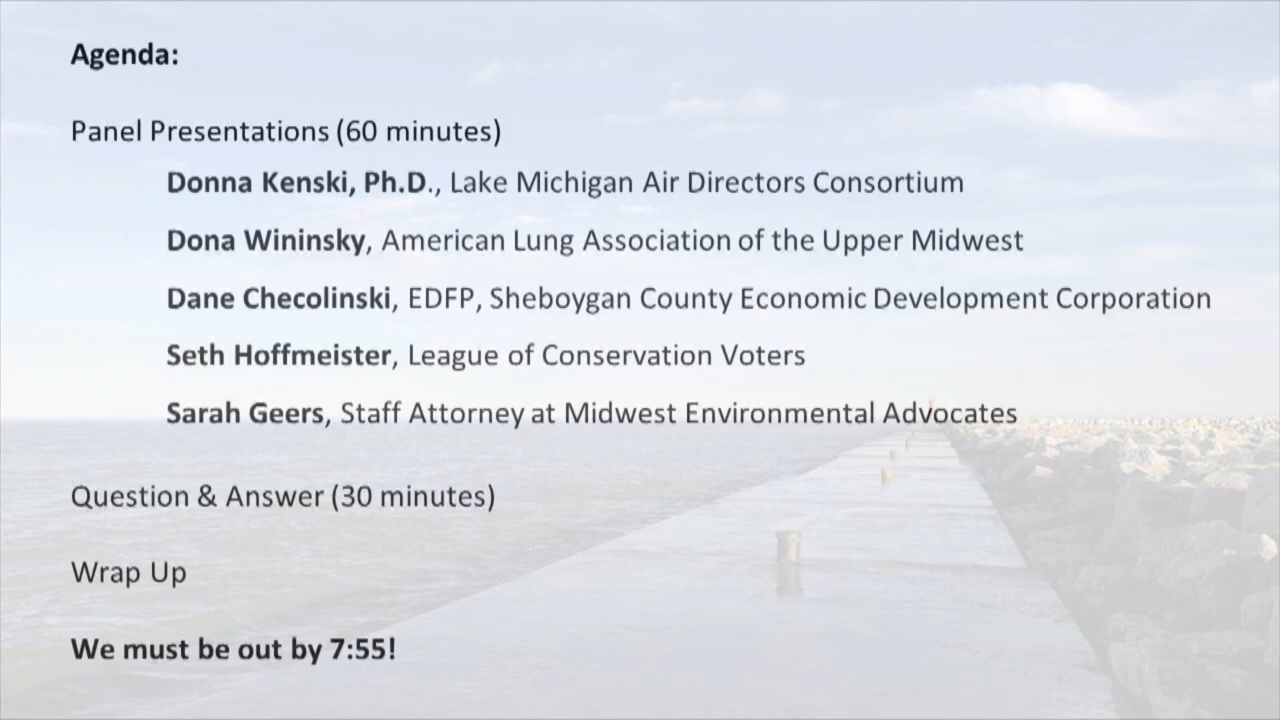 Agenda:
Panel Presentations (60 minutes)
Donna Kenski, Ph.D., Lake Michigan Air Directors Consortium
Dona Wininsky, American Lung Association of the Upper Midwest
Dane Checolinski, EDFP, Sheboygan County Economic Development Corporation
Seth Hoffmeister, League of Conservation Voters
Sarah Geers, Staff Attorney at Midwest Environmental Advocates
Question & Answer (30 minutes)
Wrap Up
We must be out by 7:55!